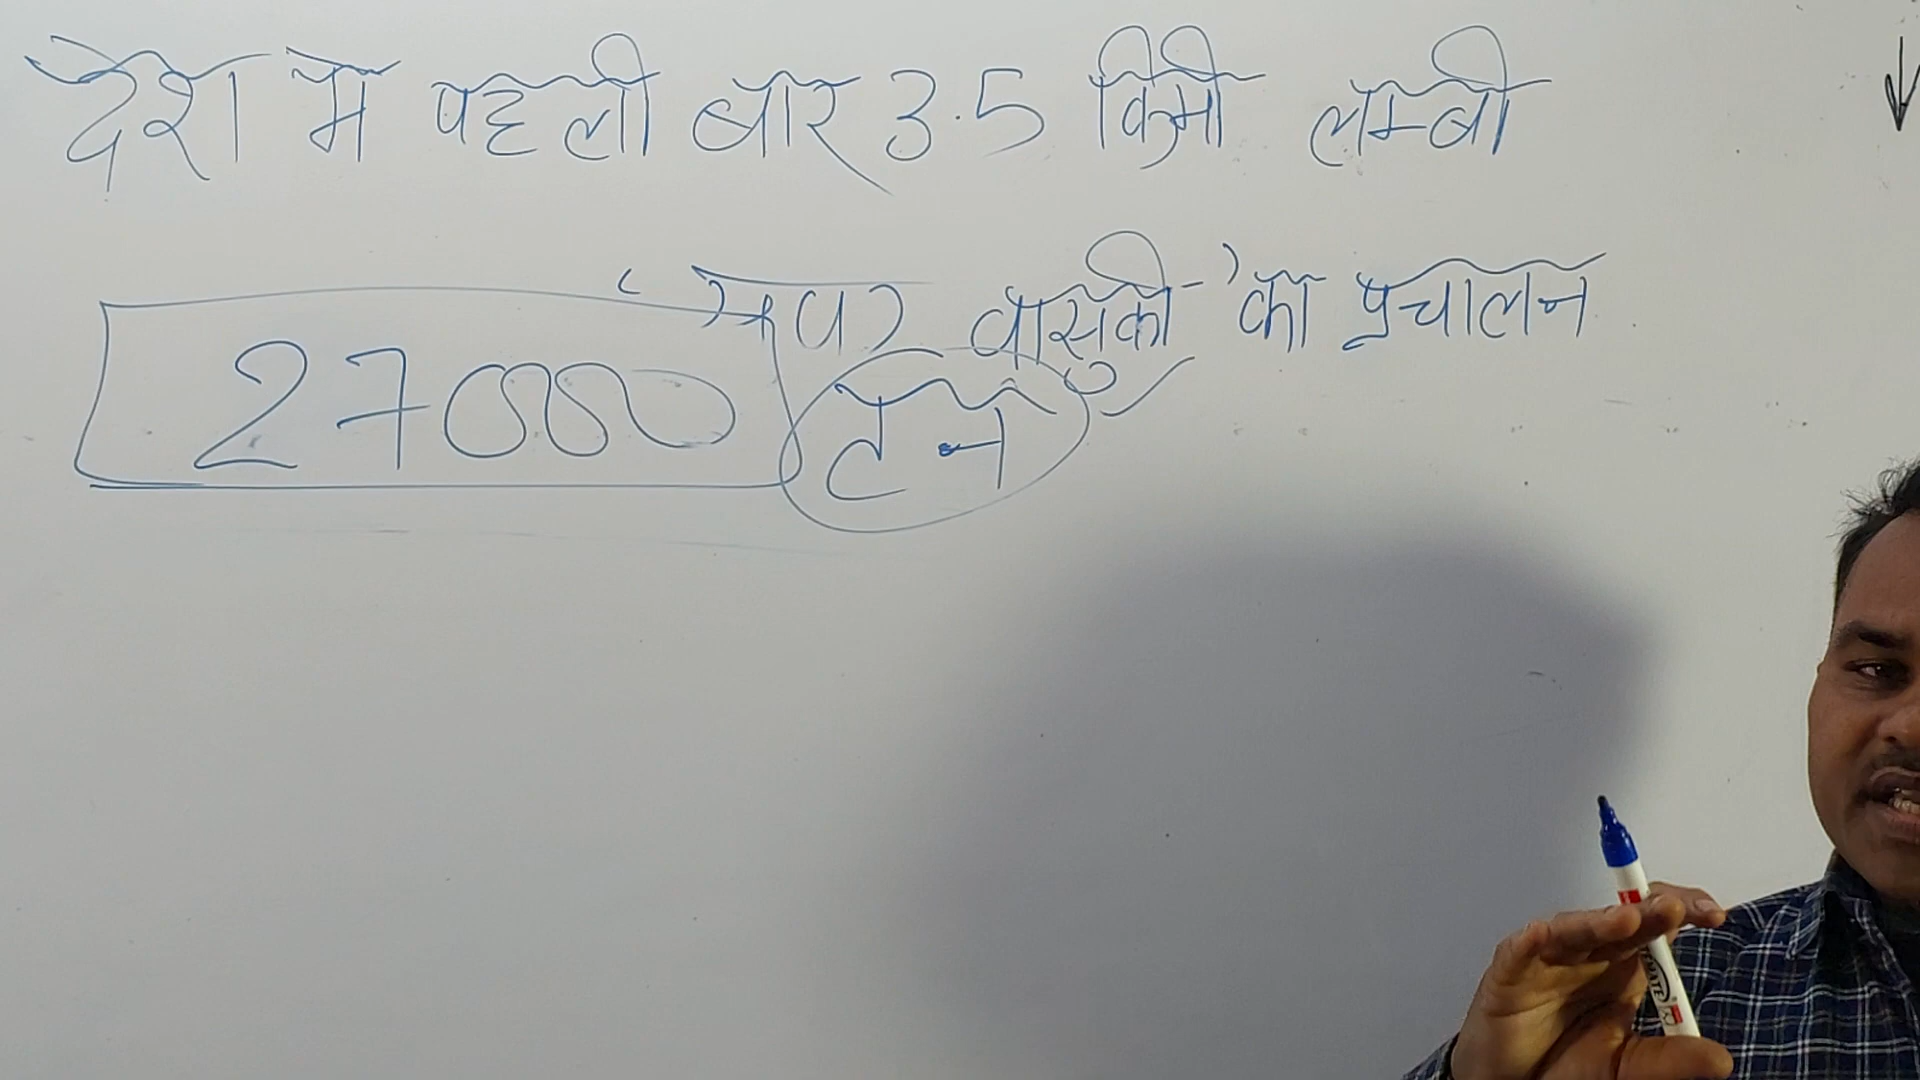 देश में पहली बार 3.5 किमी लम्बी
'सुपर वासुकी' का प्रचालन
27000 टन